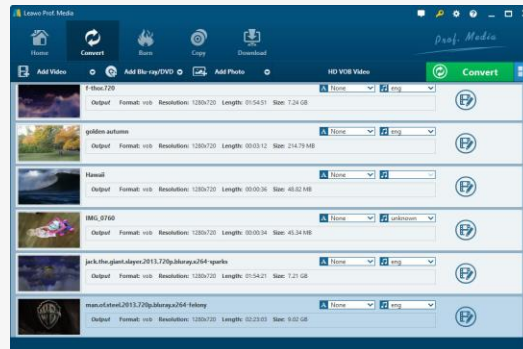 Leawo Prof. Media
Home Convert Burn Copy Download
Prof. Media
Add Video Add Blu-ray/DVD Add Photo HD VOB Video Convert
f-thor.720 A None eng
Output Format: vob Resolution: 1280x720 Length: 01:54:51 Size: 7.24 GB
golden autumn A None eng
Output Format: vob Resolution: 1280x720 Length: 00:03:12 Size: 214.79 MB
Hawaii A None
Output Format: vob Resolution: 1280x720 Length: 00:00:36 Size: 48.02 MB
IMG_0760 A None unknown
Output Format: vob Resolution: 1280x720 Length: 00:00:34 Size: 45.34 MB
jack.the.giant.slayer.2013.720p.bluray.x264-sparks A None eng
Output Format: vob Resolution: 1280x720 Length: 01:54:21 Size: 7.21 GB
man.of.steel.2013.720p.bluray.x264-felony A None eng
Output Format: vob Resolution: 1280x720 Length: 02:23:03 Size: 9.02 GB